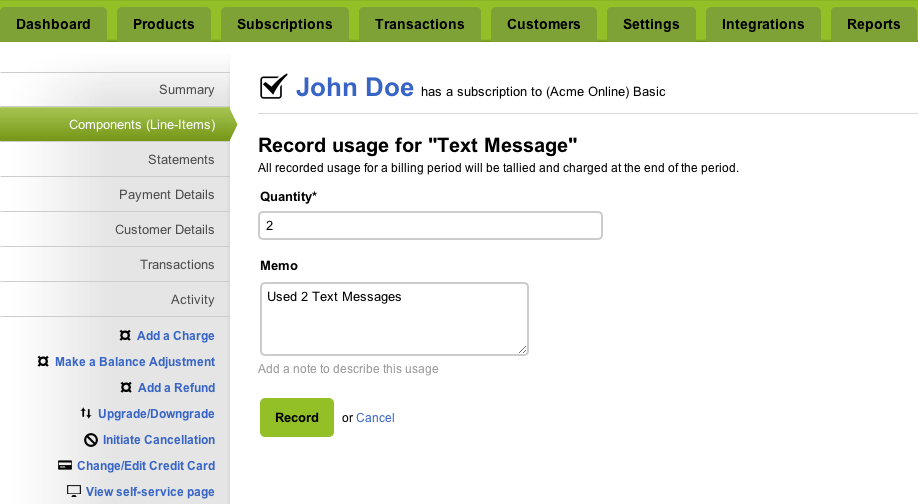 Dashboard Products Subscriptions Transactions Customers Settings Integrations Reports
Summary
Components (Line-Items)
Statements
Payment Details
Customer Details
Transactions
Activity
Add a Charge
Make a Balance Adjustment
Add a Refund
Upgrade/Downgrade
Initiate Cancellation
Change/Edit Credit Card
View self-service page
John Doe has a subscription to (Acme Online) Basic
Record usage for "Text Message"
All recorded usage for a billing period will be tallied and charged at the end of the period.
Quantity*
2
Memo
Used 2 Text Messages
Add a note to describe this usage
Record or Cancel